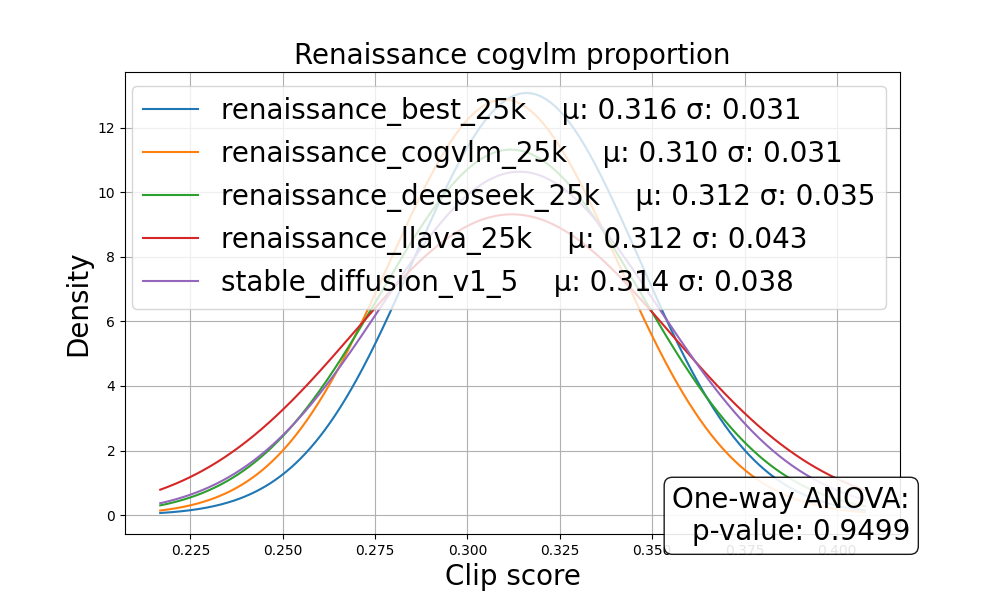 Renaissance cogvlm proportion
renaissance_best_25k μ: 0.316 σ: 0.031
renaissance_cogvlm_25k μ: 0.310 σ: 0.031
renaissance_deepseek_25k μ: 0.312 σ: 0.035
renaissance_llava_25k μ: 0.312 σ: 0.043
stable_diffusion_v1_5 μ: 0.314 σ: 0.038
Density
12
10
8
6
4
2
0
One-way ANOVA:
p-value: 0.9499
0.225 0.250 0.275 0.300 0.325 0.350 0.375 0.400
Clip score